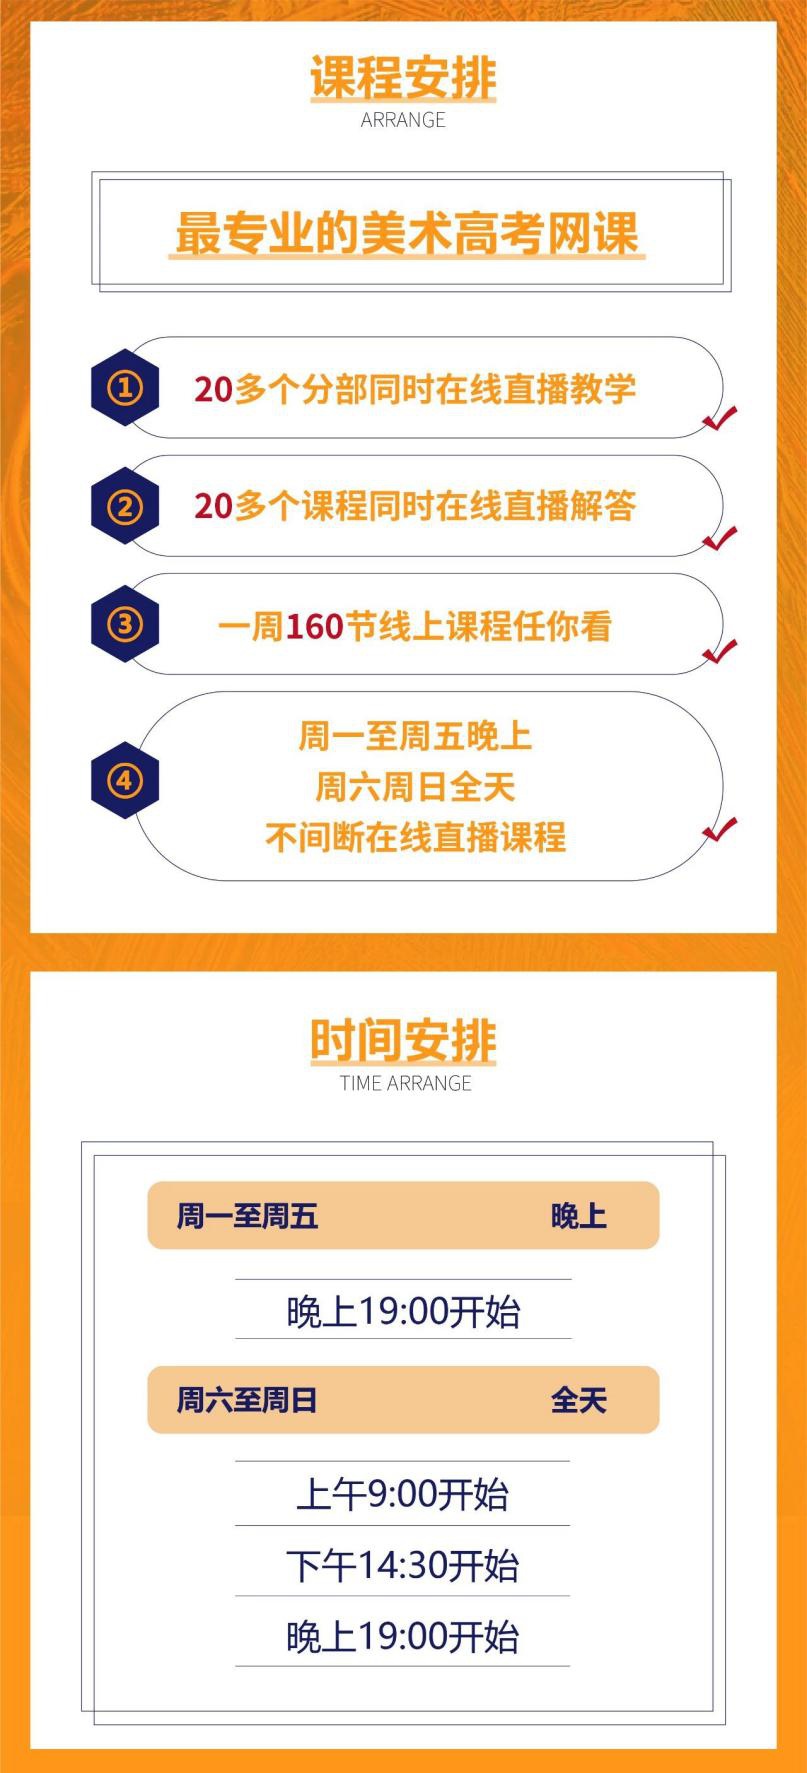 课程安排
ARRANGE
最专业的美术高考网课
① 20多个分部同时在线直播教学
② 20多个课程同时在线直播解答
③ 一周160节线上课程任你看
④
周一至周五晚上
周六周日全天
不间断在线直播课程
时间安排
TIME ARRANGE
周一至周五 晚上
晚上19:00开始
周六至周日 全天
上午9:00开始
下午14:30开始
晚上19:00开始